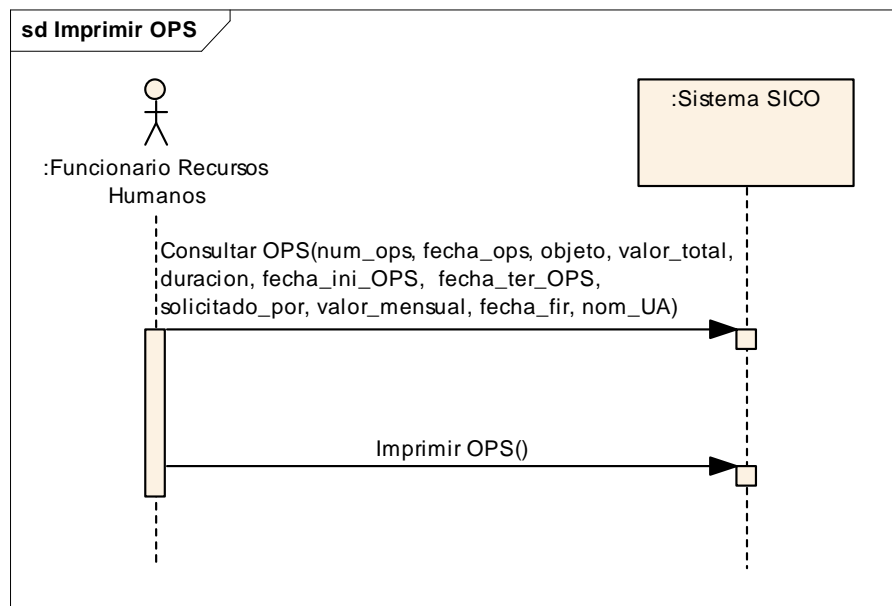 sd Imprimir OPS
:Funcionario Recursos
Humanos
:Sistema SICO
Consultar OPS(num_ops, fecha_ops, objeto, valor_total,
duracion, fecha_ini_OPS,  fecha_ter_OPS,
solicitado_por, valor_mensual, fecha_fir, nom_UA)
Imprimir OPS()